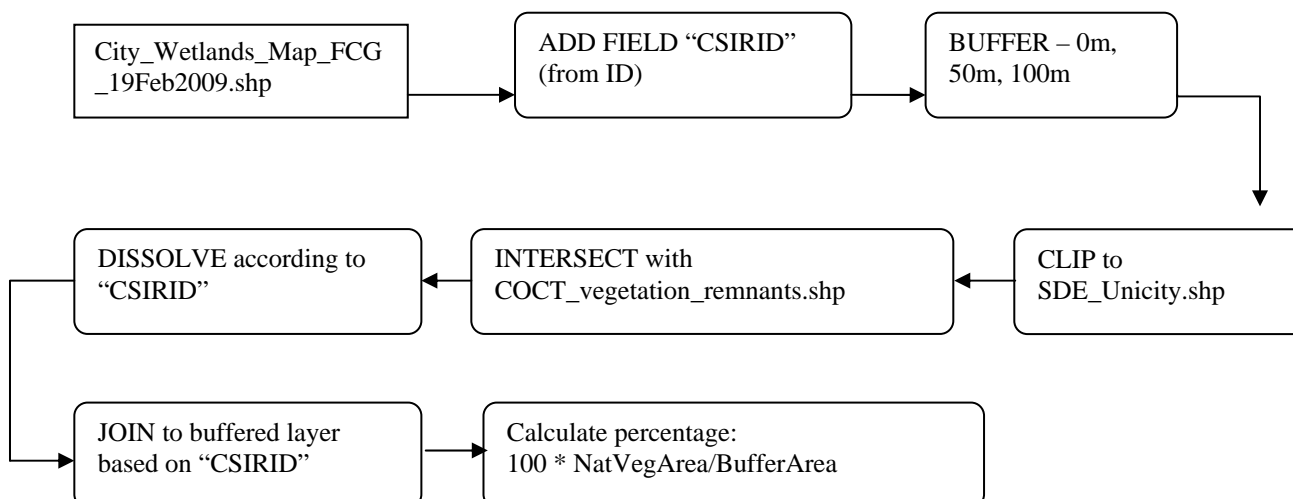 City_Wetlands_Map_FCG
_19Feb2009.shp
ADD FIELD “CSIRID”
(from ID)
BUFFER – 0m,
50m, 100m
CLIP to
SDE_Unicity.shp
INTERSECT with
COCT_vegetation_remnants.shp
DISSOLVE according to
“CSIRID”
JOIN to buffered layer
based on “CSIRID”
Calculate percentage:
100 * NatVegArea/BufferArea